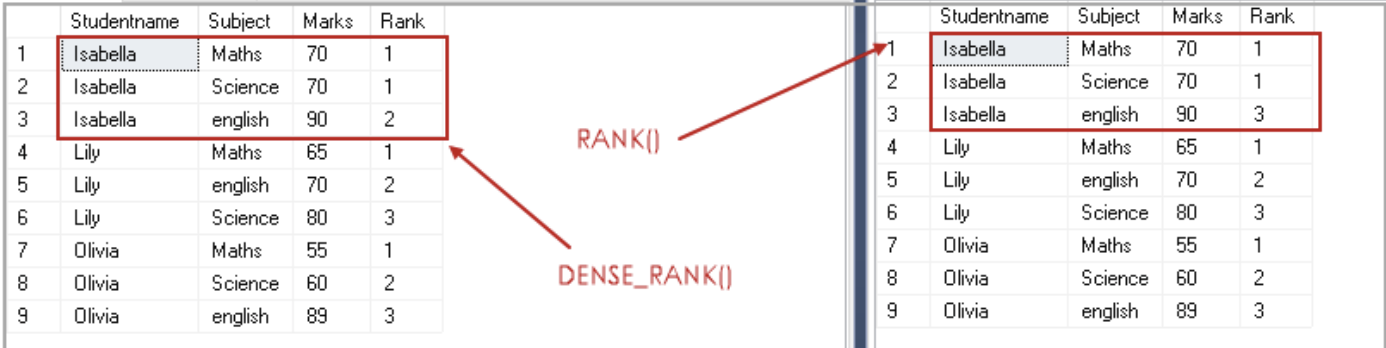 Studentname Subject Marks Rank
1 Isabella Maths 70 1
2 Isabella Science 70 1
3 Isabella english 90 2
4 Lily Maths 65 1
5 Lily english 70 2
6 Lily Science 80 3
7 Olivia Maths 55 1
8 Olivia Science 60 2
9 Olivia english 89 3
RANK()
DENSE_RANK()
Studentname Subject Marks Rank
1 Isabella Maths 70 1
2 Isabella Science 70 1
3 Isabella english 90 3
4 Lily Maths 65 1
5 Lily english 70 2
6 Lily Science 80 3
7 Olivia Maths 55 1
8 Olivia Science 60 2
9 Olivia english 89 3